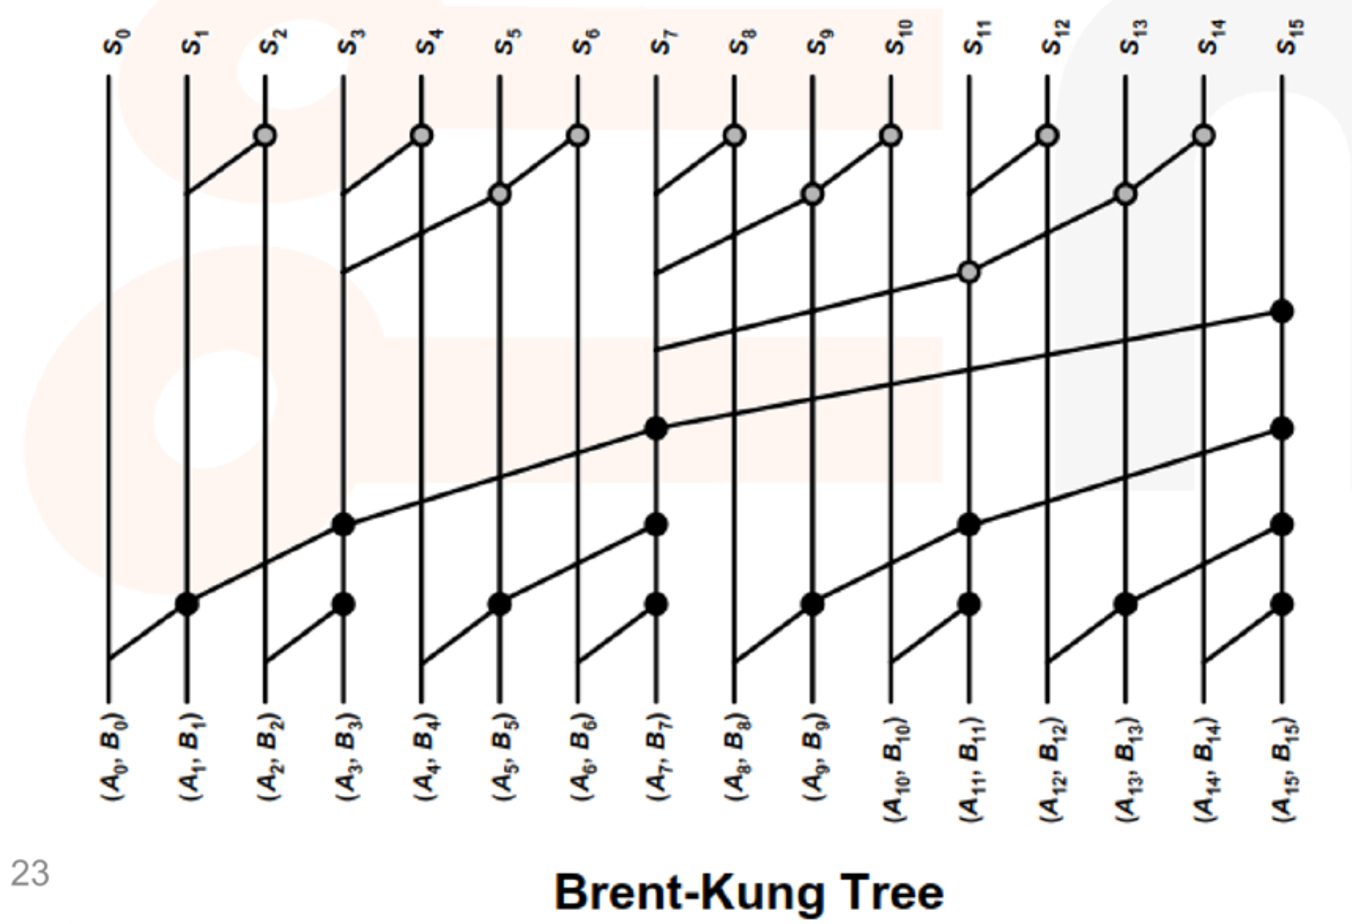 S0 S1 S2 S3 S4 S5 S6 S7 S8 S9 S10 S11 S12 S13 S14 S15
(A0, B0) (A1, B1) (A2, B2) (A3, B3) (A4, B4) (A5, B5) (A6, B6) (A7, B7) (A8, B8) (A9, B9) (A10, B10) (A11, B11) (A12, B12) (A13, B13) (A14, B14) (A15, B15)
23
Brent-Kung Tree